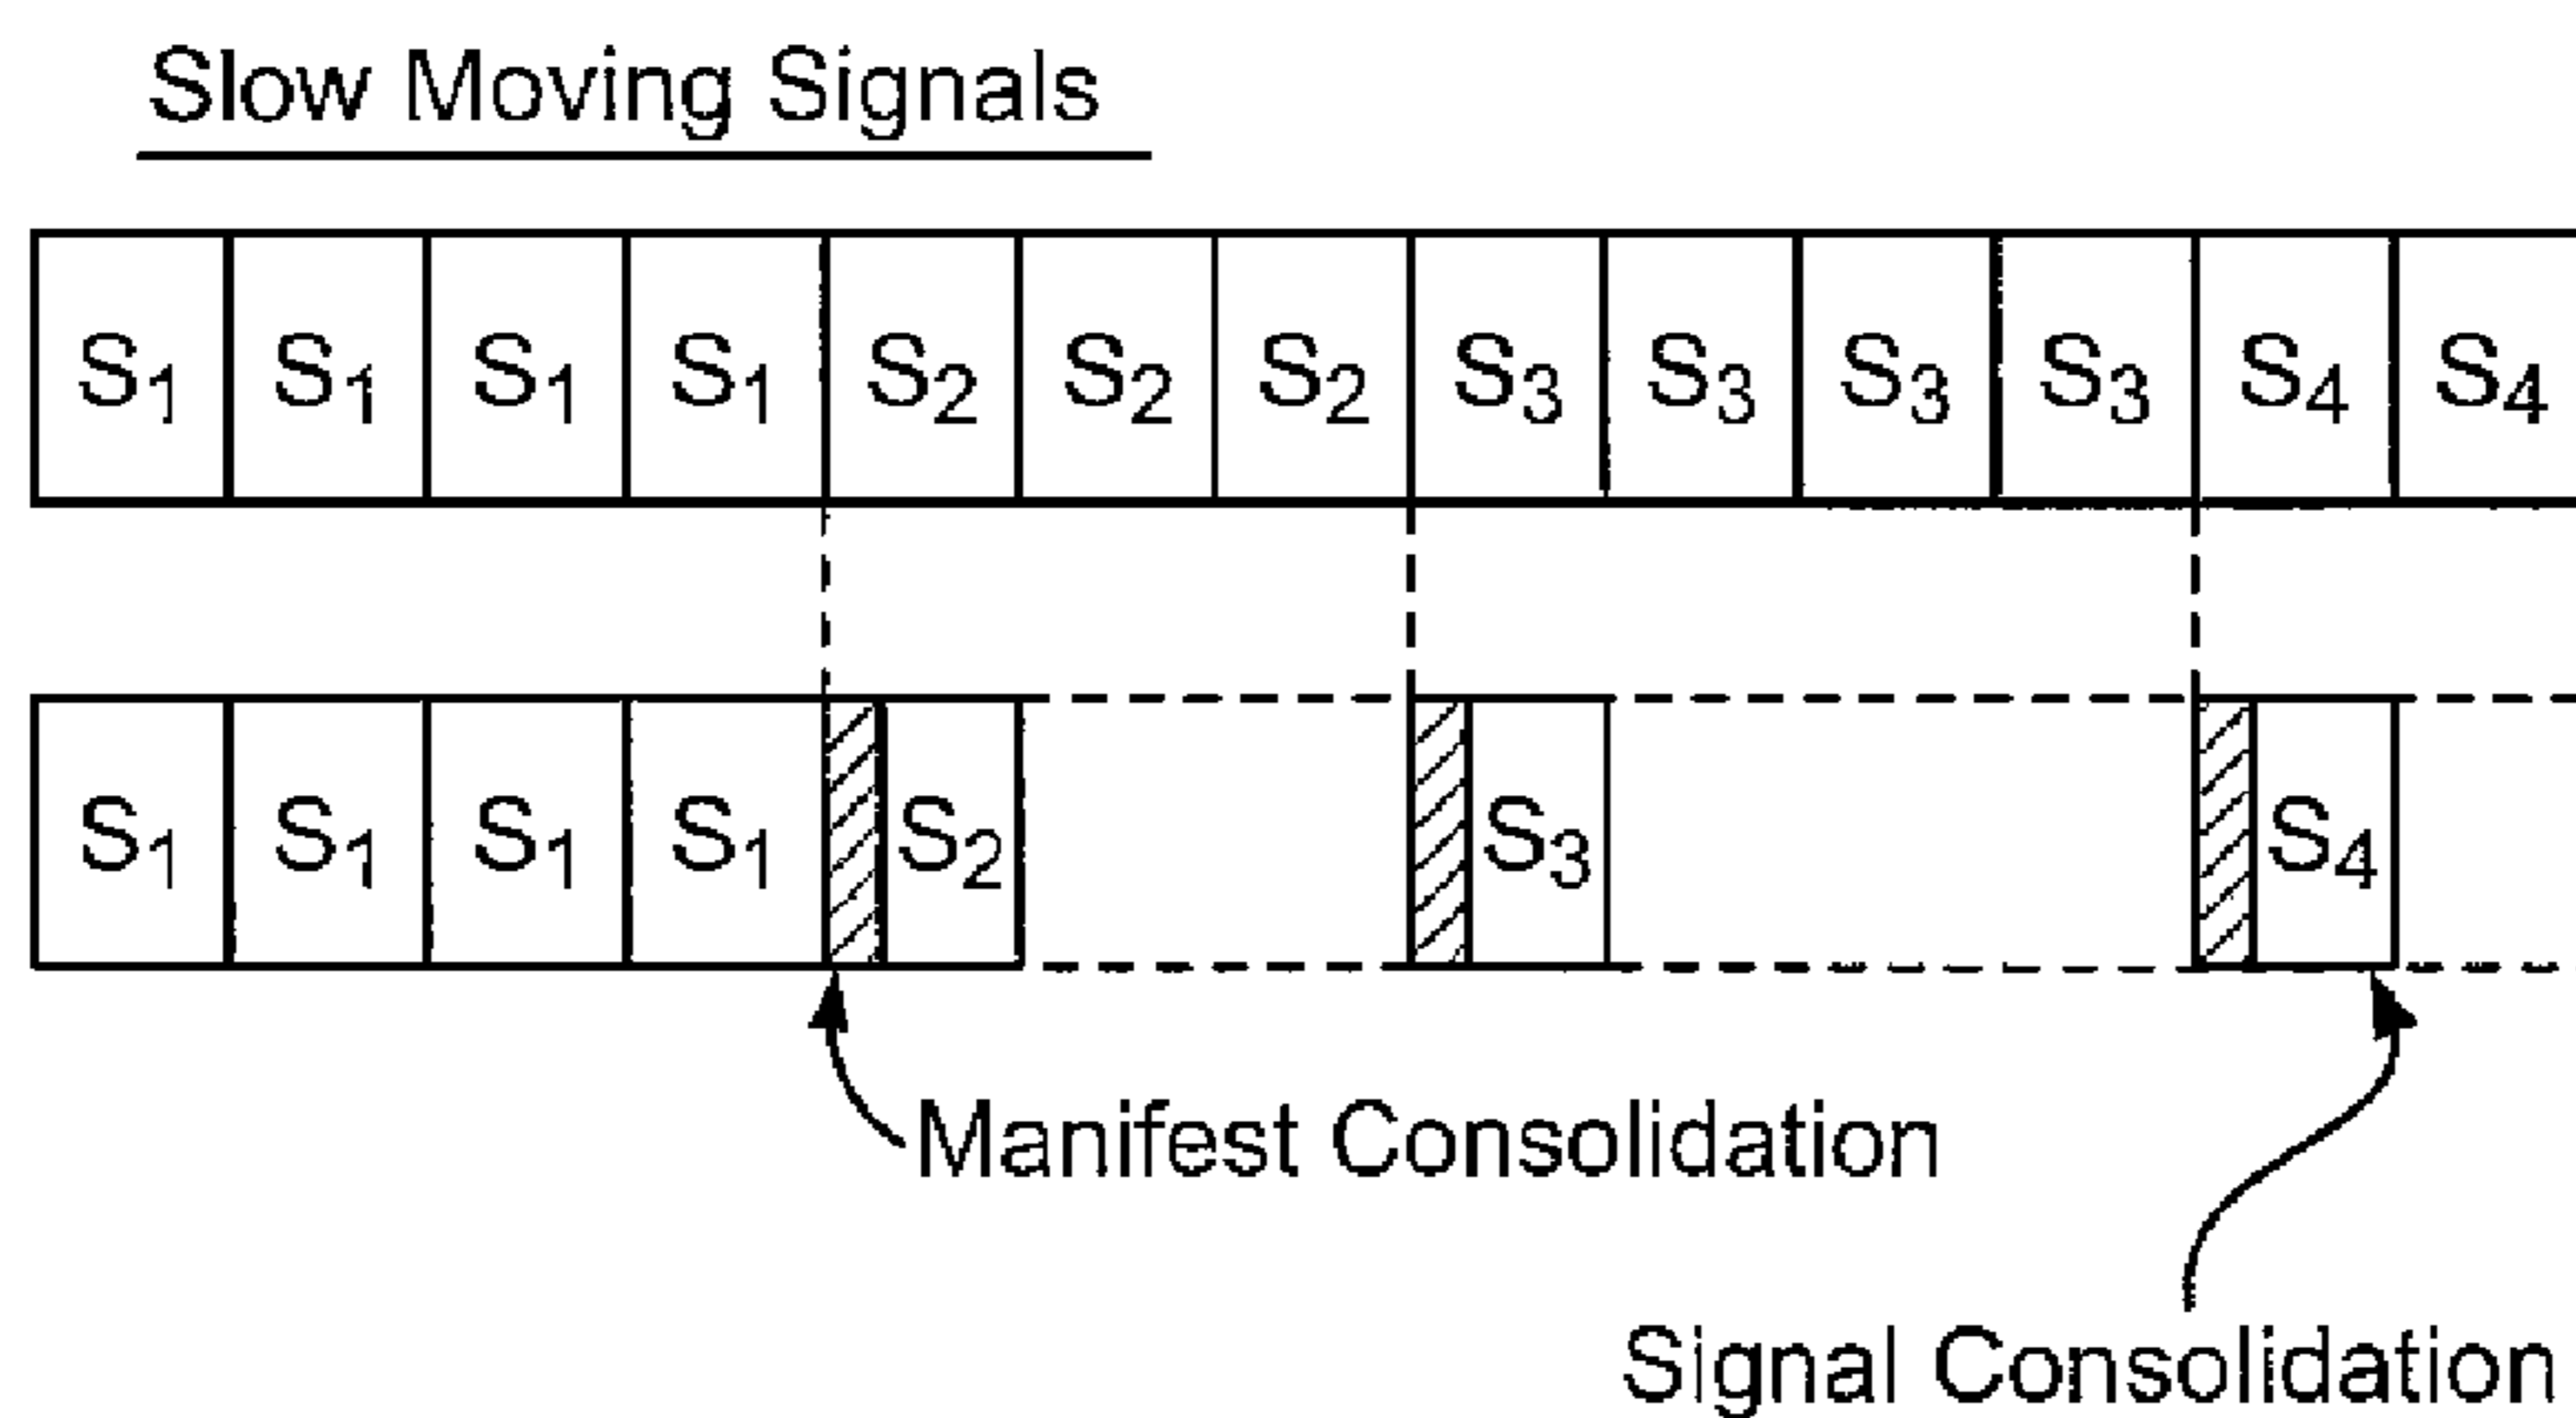 Slow Moving Signals
S₁ S₁ S₁ S₁ S₂ S₂ S₂ S₃ S₃ S₃ S₃ S₄ S₄
S₁ S₁ S₁ S₁ S₂ S₃ S₄
Manifest Consolidation
Signal Consolidation